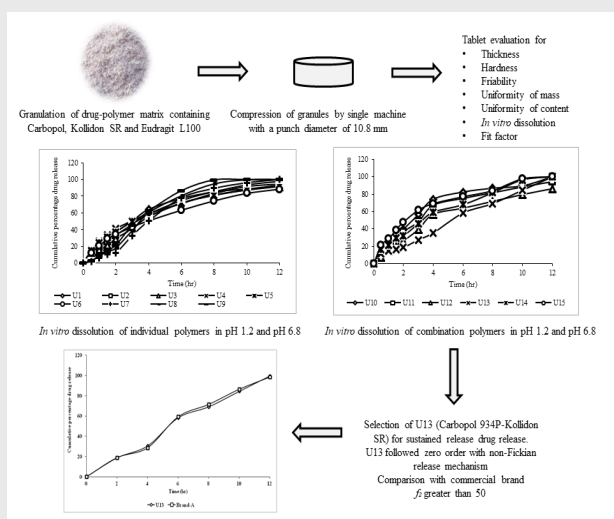 Granulation of drug-polymer matrix containing
Carbopol, Kollidon SR and Eudragit L100
Compression of granules by single machine
with a punch diameter of 10.8 mm
Tablet evaluation for
• Thickness
• Hardness
• Friability
• Uniformity of mass
• Uniformity of content
• In vitro dissolution
• Fit factor
Cumulative percentage drug release
120
100
80
60
40
20
0
0 2 4 6 8 10 12
Time (hr)
U1 U2 U3 U4 U5
U6 U7 U8 U9
In vitro dissolution of individual polymers in pH 1.2 and pH 6.8
Cumulative percentage drug release
120
100
80
60
40
20
0
0 2 4 6 8 10 12
Time (hr)
U10 U11 U12 U13 U14 U15
In vitro dissolution of combination polymers in pH 1.2 and pH 6.8
Cumulative percentage drug release
120
100
80
60
40
20
0
0 2 4 6 8 10 12
Time (hr)
U13 Brand-A
Selection of U13 (Carbopol 934P-Kollidon
SR) for sustained release drug release.
U13 followed zero order with non-Fickian
release mechanism
Comparison with commercial brand
f2 greater than 50